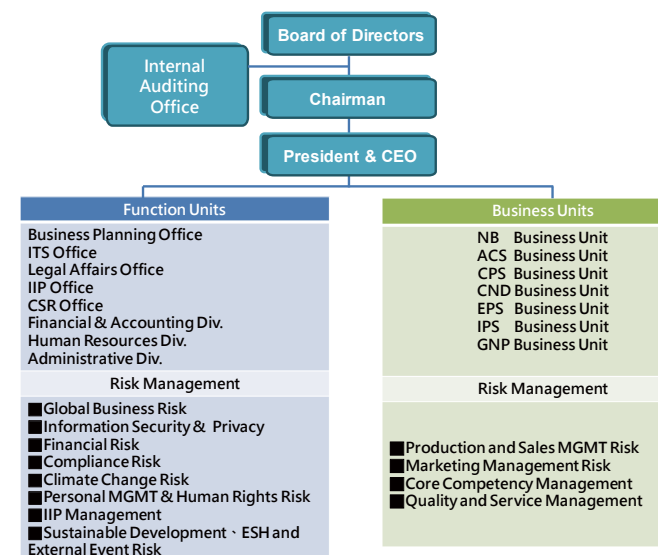 Board of Directors
Internal
Auditing
Office
Chairman
President & CEO
Function Units
Business Planning Office
ITS Office
Legal Affairs Office
IIP Office
CSR Office
Financial & Accounting Div.
Human Resources Div.
Administrative Div.
Risk Management
■Global Business Risk
■Information Security & Privacy
■Financial Risk
■Compliance Risk
■Climate Change Risk
■Personal MGMT & Human Rights Risk
■IIP Management
■Sustainable Development、ESH and
External Event Risk
Business Units
NB Business Unit
ACS Business Unit
CPS Business Unit
CND Business Unit
EPS Business Unit
IPS Business Unit
GNP Business Unit
Risk Management
■Production and Sales MGMT Risk
■Marketing Management Risk
■Core Competency Management
■Quality and Service Management